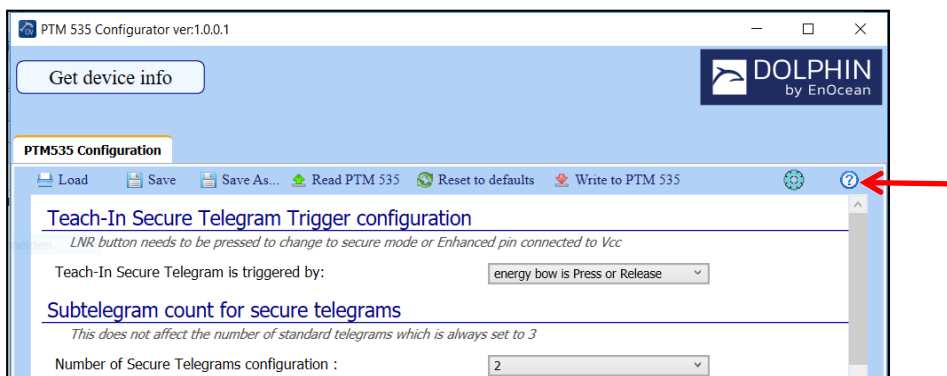 PTM 535 Configurator ver:1.0.0.1
Get device info
DOLPHIN
by EnOcean
PTM535 Configuration
Load Save Save As... Read PTM 535 Reset to defaults Write to PTM 535
Teach-In Secure Telegram Trigger configuration
LNR button needs to be pressed to change to secure mode or Enhanced pin connected to Vcc
Teach-In Secure Telegram is triggered by: energy bow is Press or Release
Subtelegram count for secure telegrams
This does not affect the number of standard telegrams which is always set to 3
Number of Secure Telegrams configuration : 2